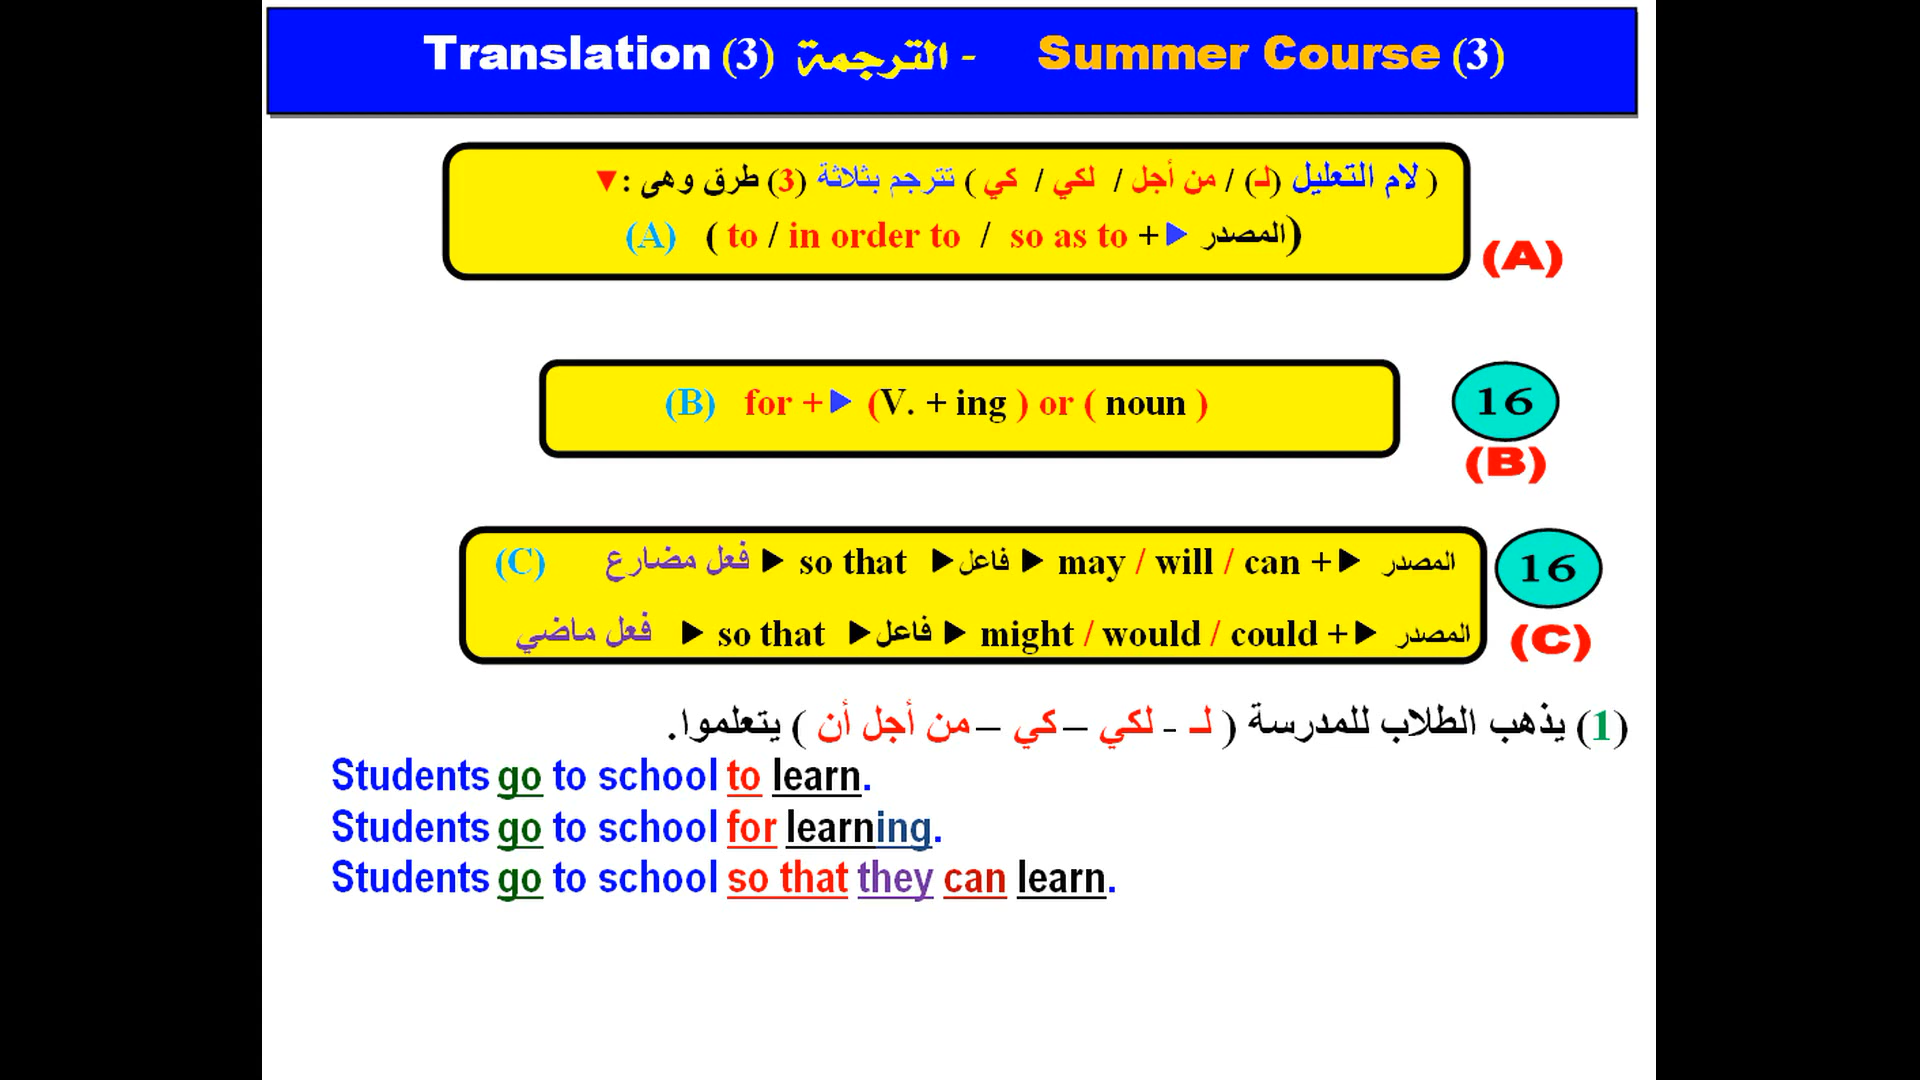 Translation (3) الترجمة - Summer Course (3)
( لام التعليل (لـ) / من أجل / لكي / كي ) تترجم بثلاثة (3) طرق وهى : ▼
(A) ( to / in order to / so as to + ► المصدر)
(A)
(B) for + ► (V. + ing ) or ( noun )
16
(B)
(C) فعل مضارع ► so that ► فاعل ► may / will / can + ► المصدر
16
فعل ماضي ► so that ► فاعل ► might / would / could + ► المصدر
(C)
(1) يذهب الطلاب للمدرسة ( لـ - لكي – كي – من أجل أن ) يتعلموا.
Students go to school to learn.
Students go to school for learning.
Students go to school so that they can learn.